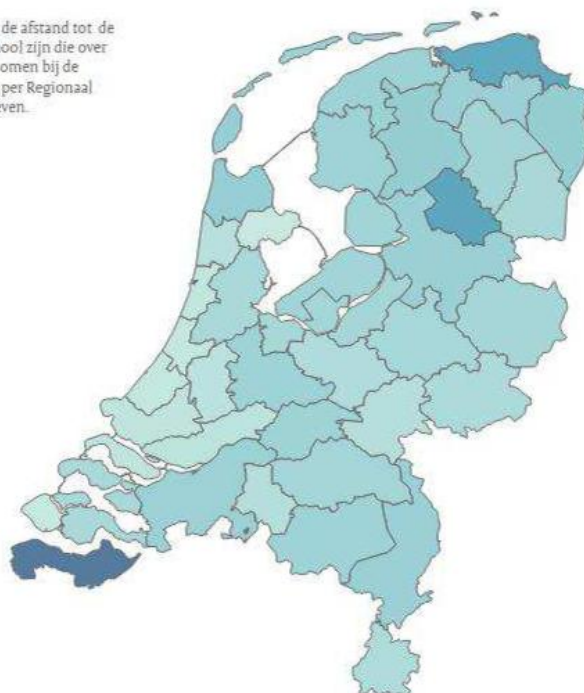 de afstand tot de
ool zijn die over
omen bij de
per Regionaal
ven.